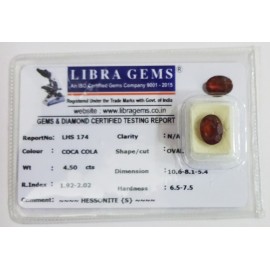 LIBRA GEMS
( An ISO Certified Gems Company 9001 - 2015)
Registered Under the Trade Mark with Govt. of India
website www.libragem.co.in
GEMS & DIAMOND CERTIFIED TESTING REPORT
ReportNo: LHS 174 Clarity : N/A
Colour : COCA COLA Shape/cut : OVAL
Wt : 4.50 cts Dimension :
10.6-8.1-5.4
R.Index : 1.92-2.02 Hardness : 6.5-7.5
Comment : HESSONITE (S)